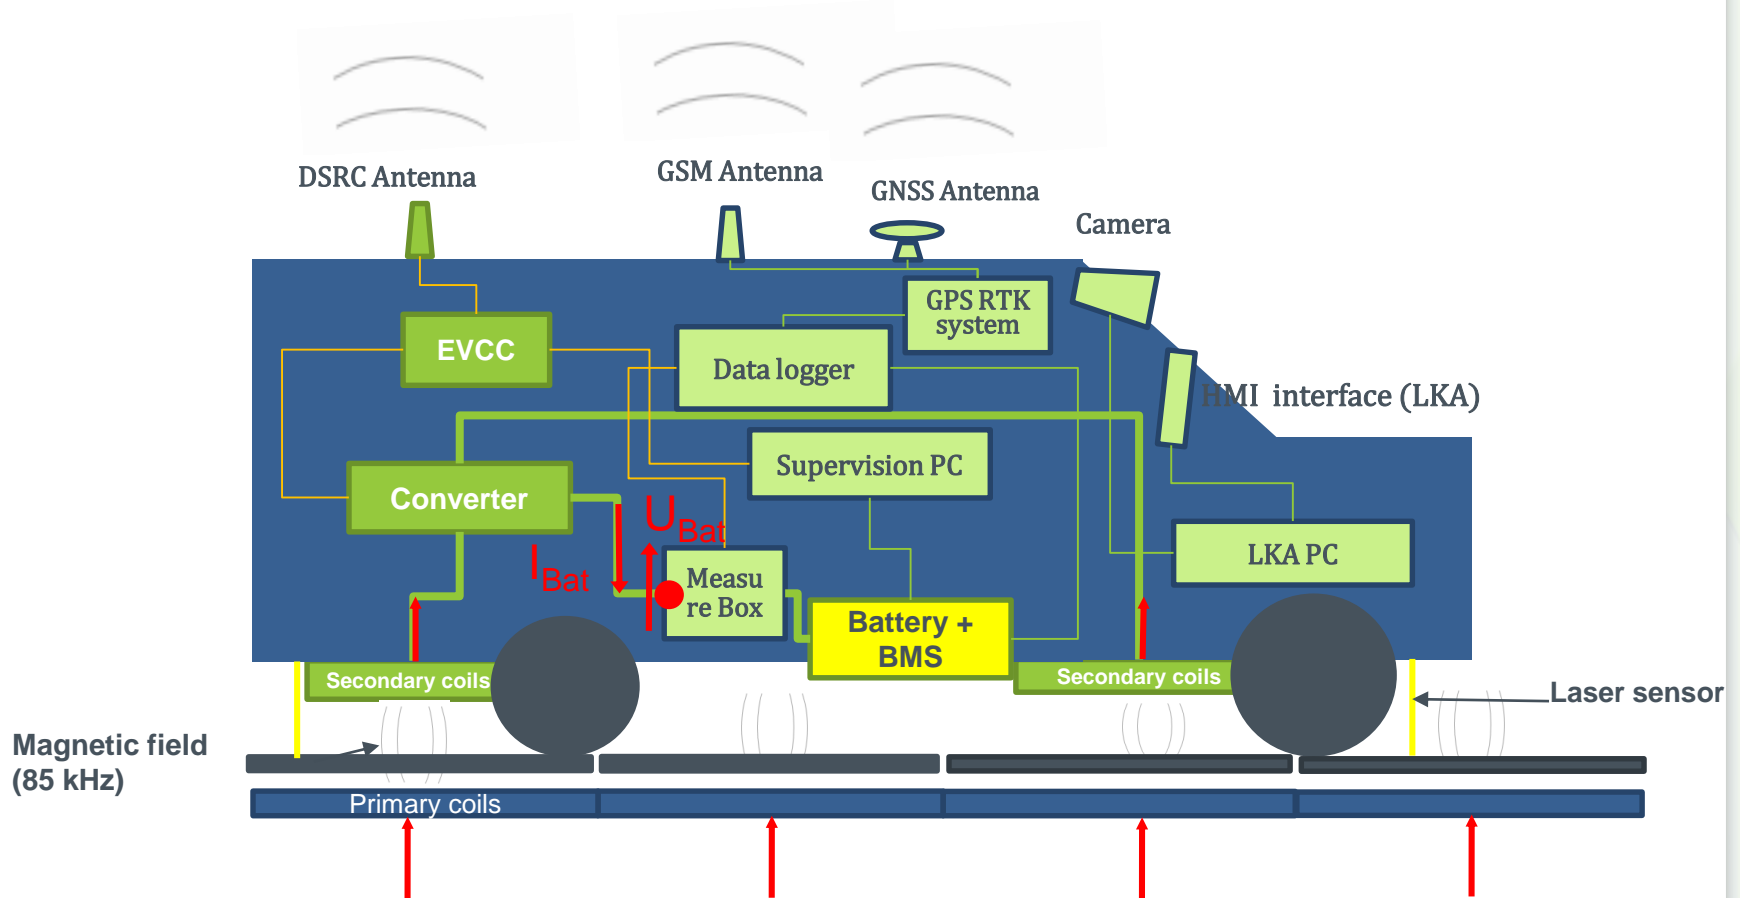 DSRC Antenna
GSM Antenna
GNSS Antenna
Camera
GPS RTK
system
EVCC
Data logger
HMI interface (LKA)
Supervision PC
Converter
U Bat
I Bat
LKA PC
Measu
re Box
Battery +
BMS
Secondary coils
Secondary coils
Laser sensor
Magnetic field
(85 kHz)
Primary coils